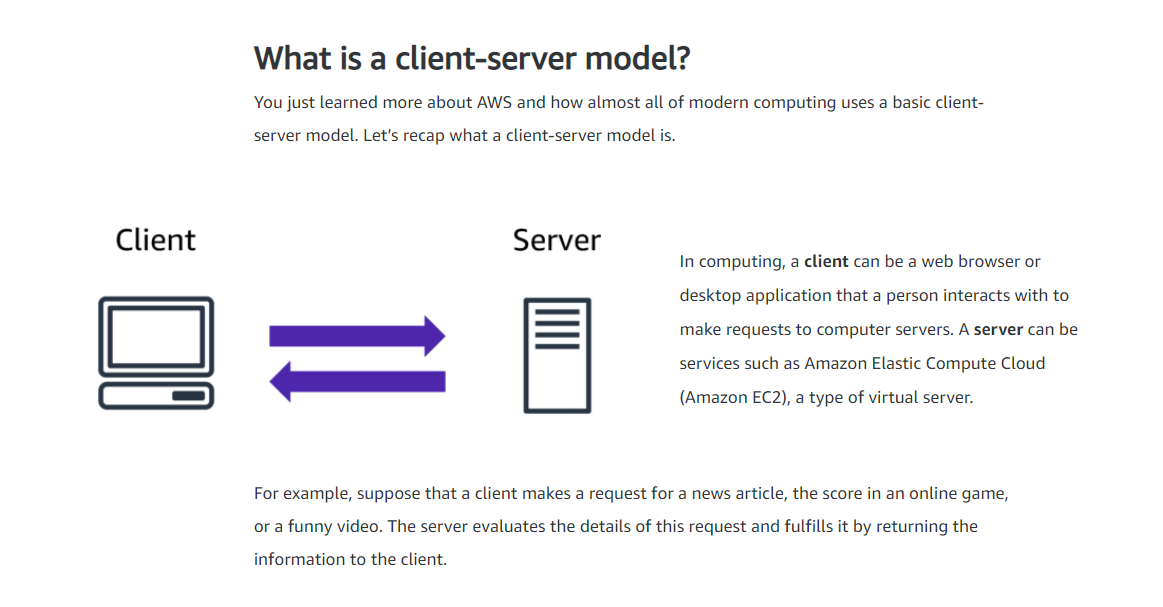 What is a client-server model?
You just learned more about AWS and how almost all of modern computing uses a basic client-
server model. Let’s recap what a client-server model is.
Client
Server
In computing, a client can be a web browser or
desktop application that a person interacts with to
make requests to computer servers. A server can be
services such as Amazon Elastic Compute Cloud
(Amazon EC2), a type of virtual server.
For example, suppose that a client makes a request for a news article, the score in an online game,
or a funny video. The server evaluates the details of this request and fulfills it by returning the
information to the client.